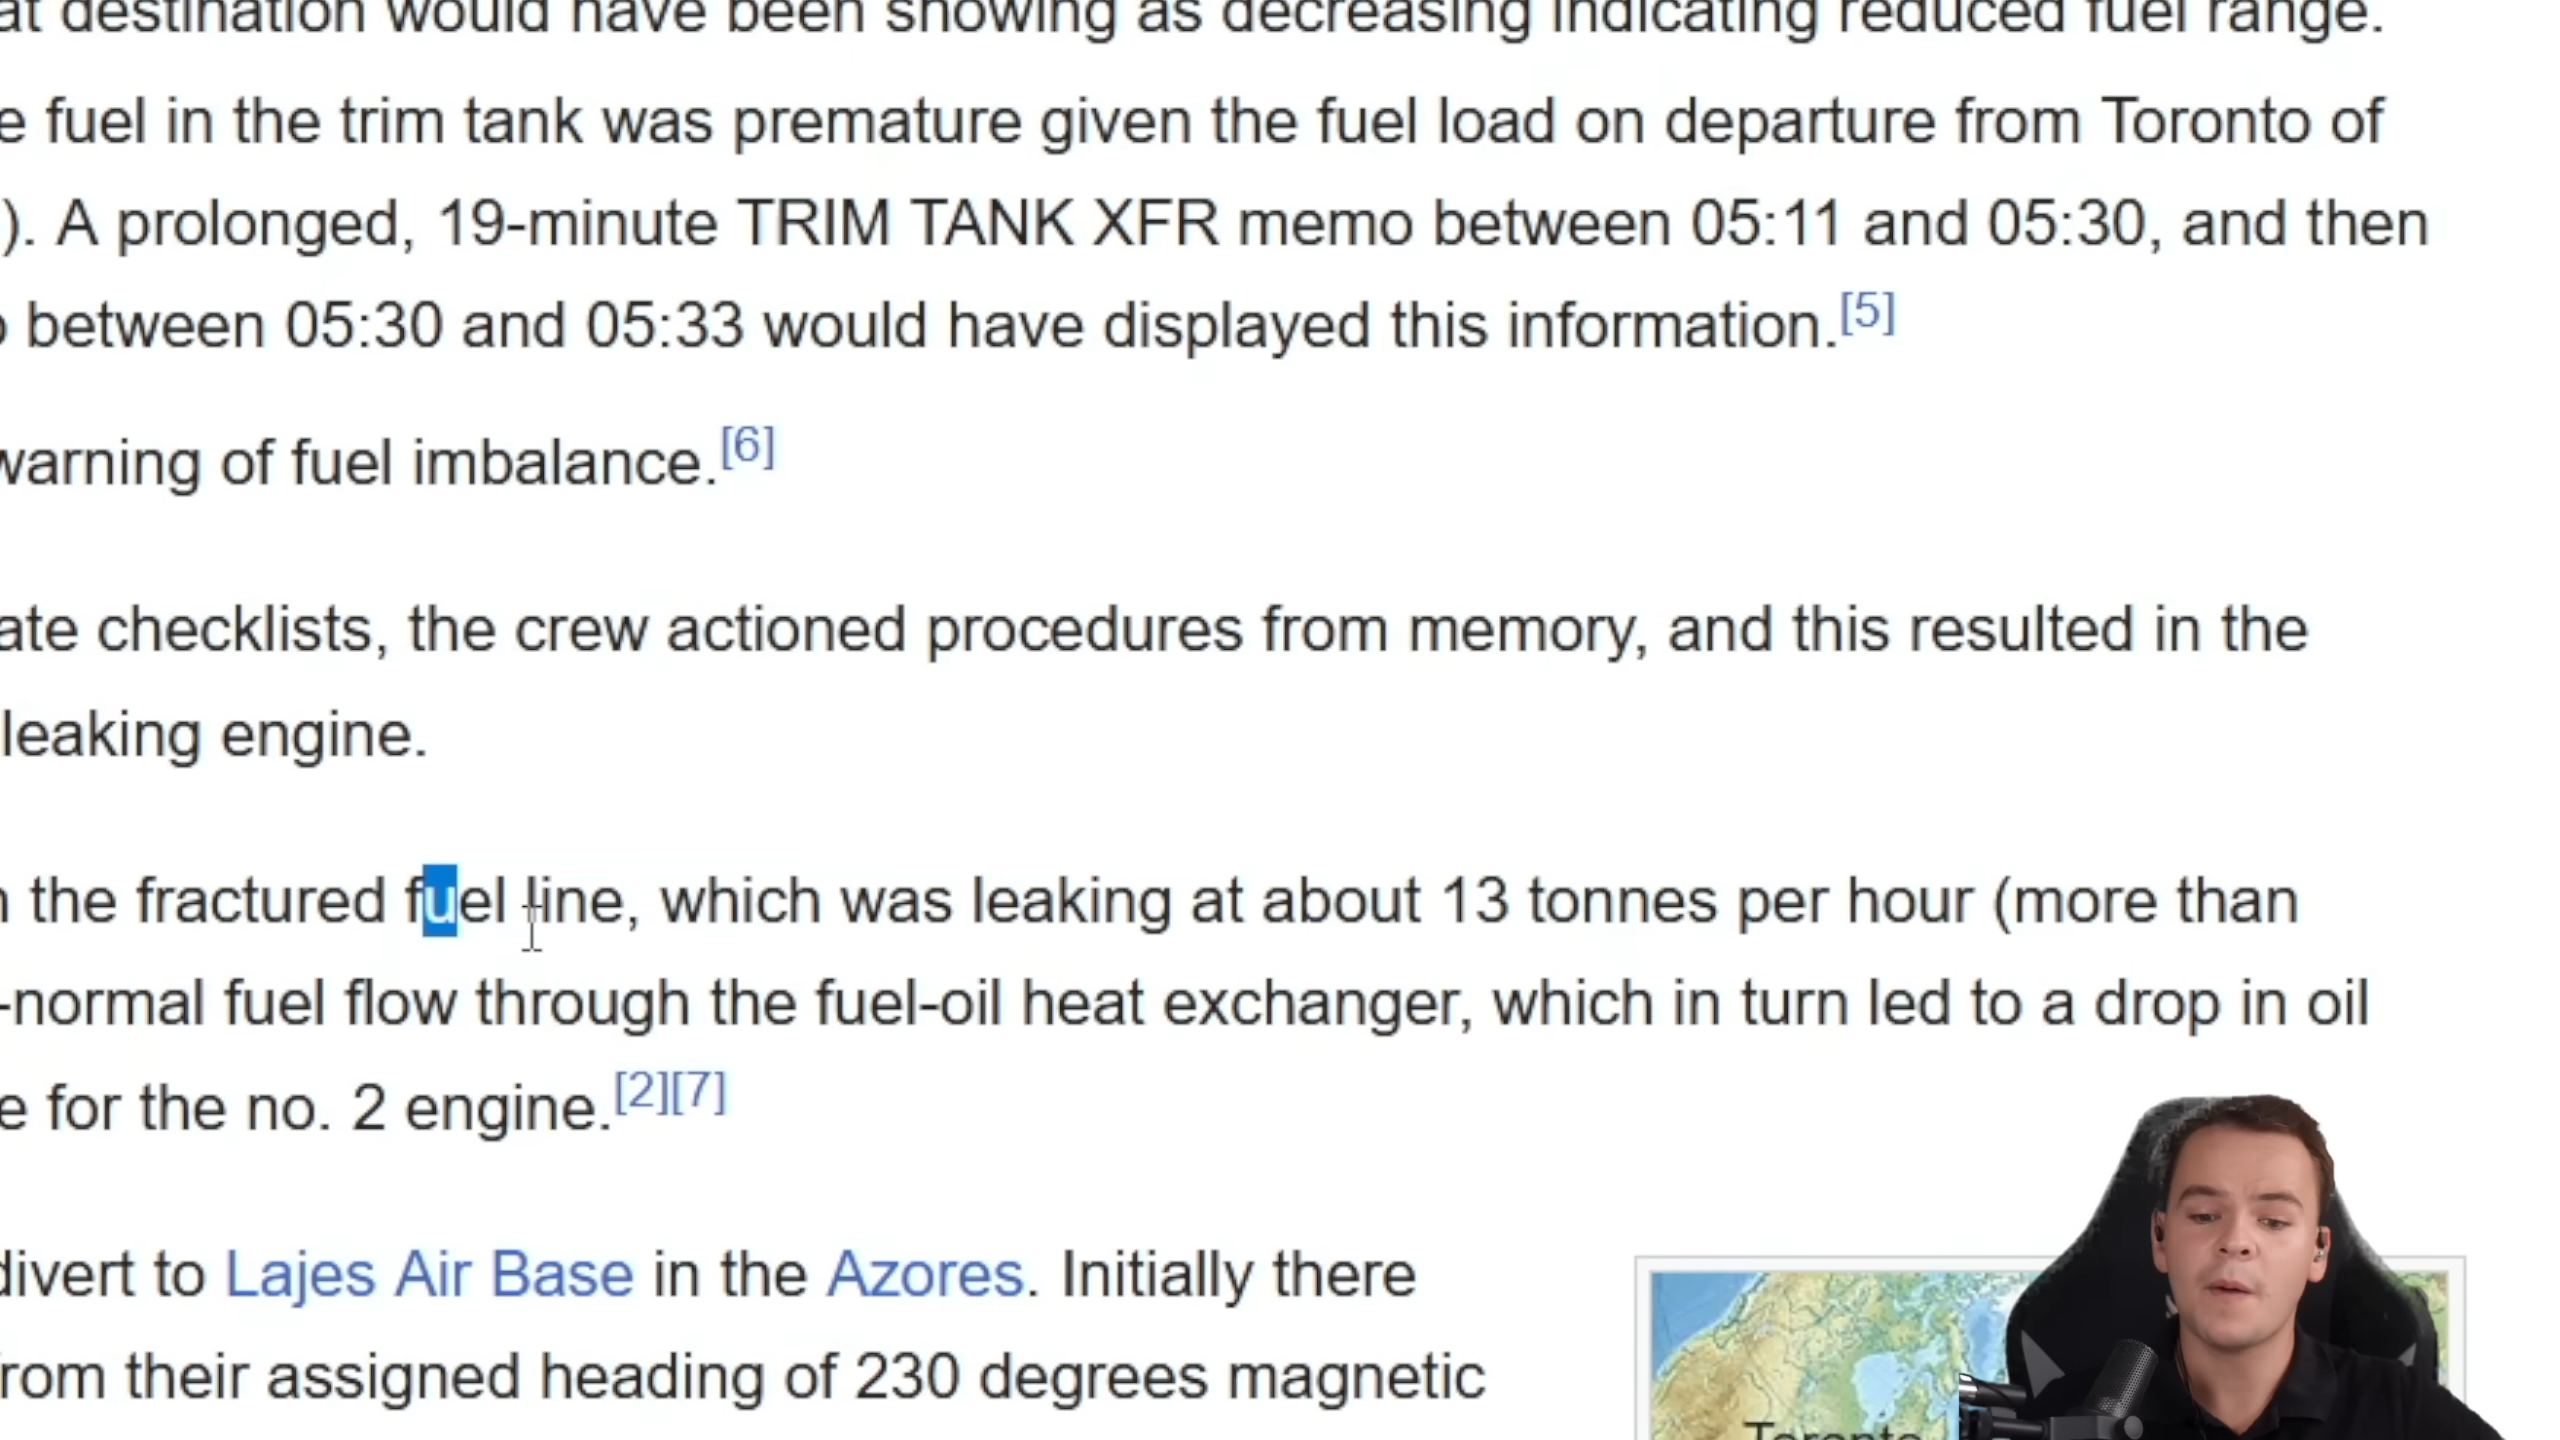 at destination would have been showing as decreasing indicating reduced fuel range.
e fuel in the trim tank was premature given the fuel load on departure from Toronto of
). A prolonged, 19-minute TRIM TANK XFR memo between 05:11 and 05:30, and then
between 05:30 and 05:33 would have displayed this information.[5]
warning of fuel imbalance.[6]
ate checklists, the crew actioned procedures from memory, and this resulted in the
leaking engine.
the fractured fuel line, which was leaking at about 13 tonnes per hour (more than
-normal fuel flow through the fuel-oil heat exchanger, which in turn led to a drop in oil
e for the no. 2 engine.[2][7]
divert to Lajes Air Base in the Azores. Initially there
rom their assigned heading of 230 degrees magnetic
Toronto